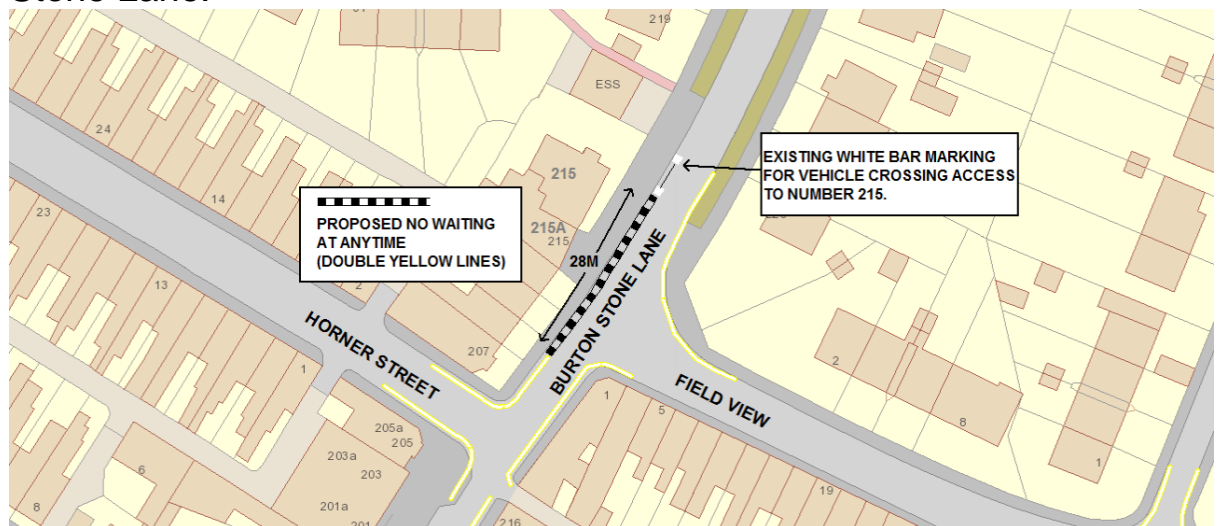 Stone Lane.
219
ESS
24
14
215
215A
215
23
13
2
1
207
205a
205
203a
203
201a
201
6
8
PROPOSED NO WAITING
AT ANYTIME
(DOUBLE YELLOW LINES)
28M
EXISTING WHITE BAR MARKING
FOR VEHICLE CROSSING ACCESS
TO NUMBER 215.
HORNER STREET
BURTON STONE LANE
FIELD VIEW
1
5
19
216
2
8
1